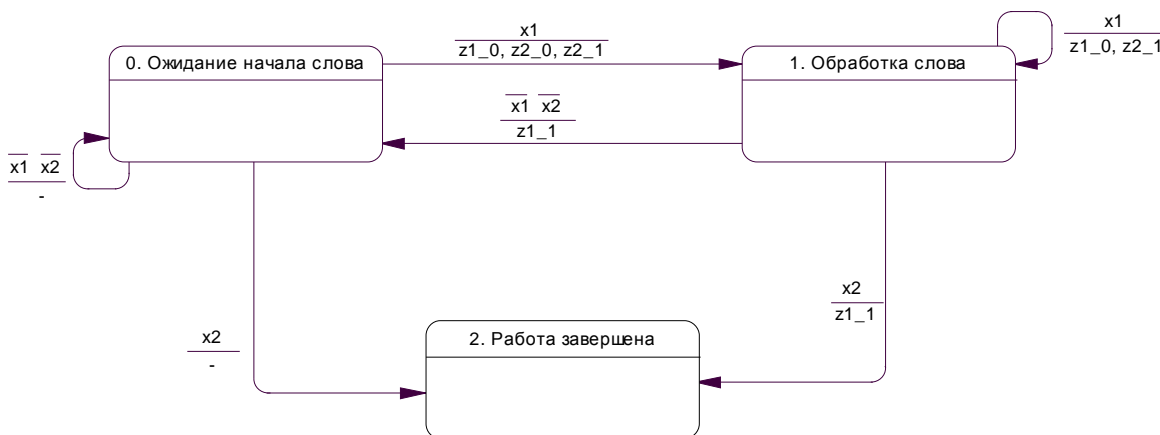 x1
z1_0, z2_0, z2_1
x1
z1_0, z2_1
0. Ожидание начала слова
1. Обработка слова
x1 x2
z1_1
x1 x2
-
x2
z1_1
x2
-
2. Работа завершена